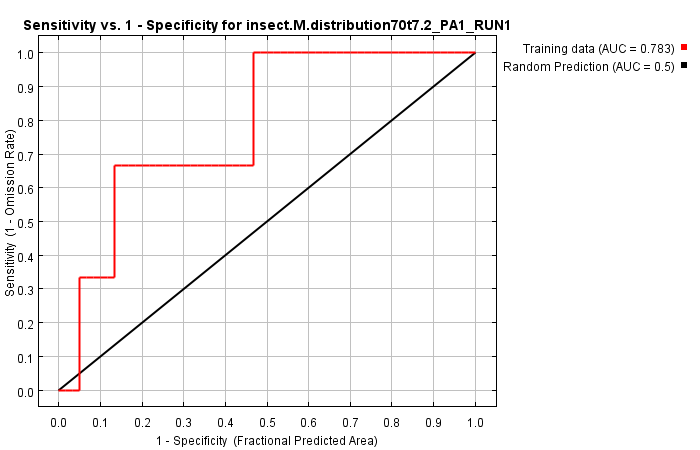 Sensitivity vs. 1 - Specificity for insect.M.distribution70t7.2_PA1_RUN1
Training data (AUC = 0.783)
Random Prediction (AUC = 0.5)
Sensitivity (1 - Omission Rate)
1.0
0.9
0.8
0.7
0.6
0.5
0.4
0.3
0.2
0.1
0.0
0.0 0.1 0.2 0.3 0.4 0.5 0.6 0.7 0.8 0.9 1.0
1 - Specificity (Fractional Predicted Area)